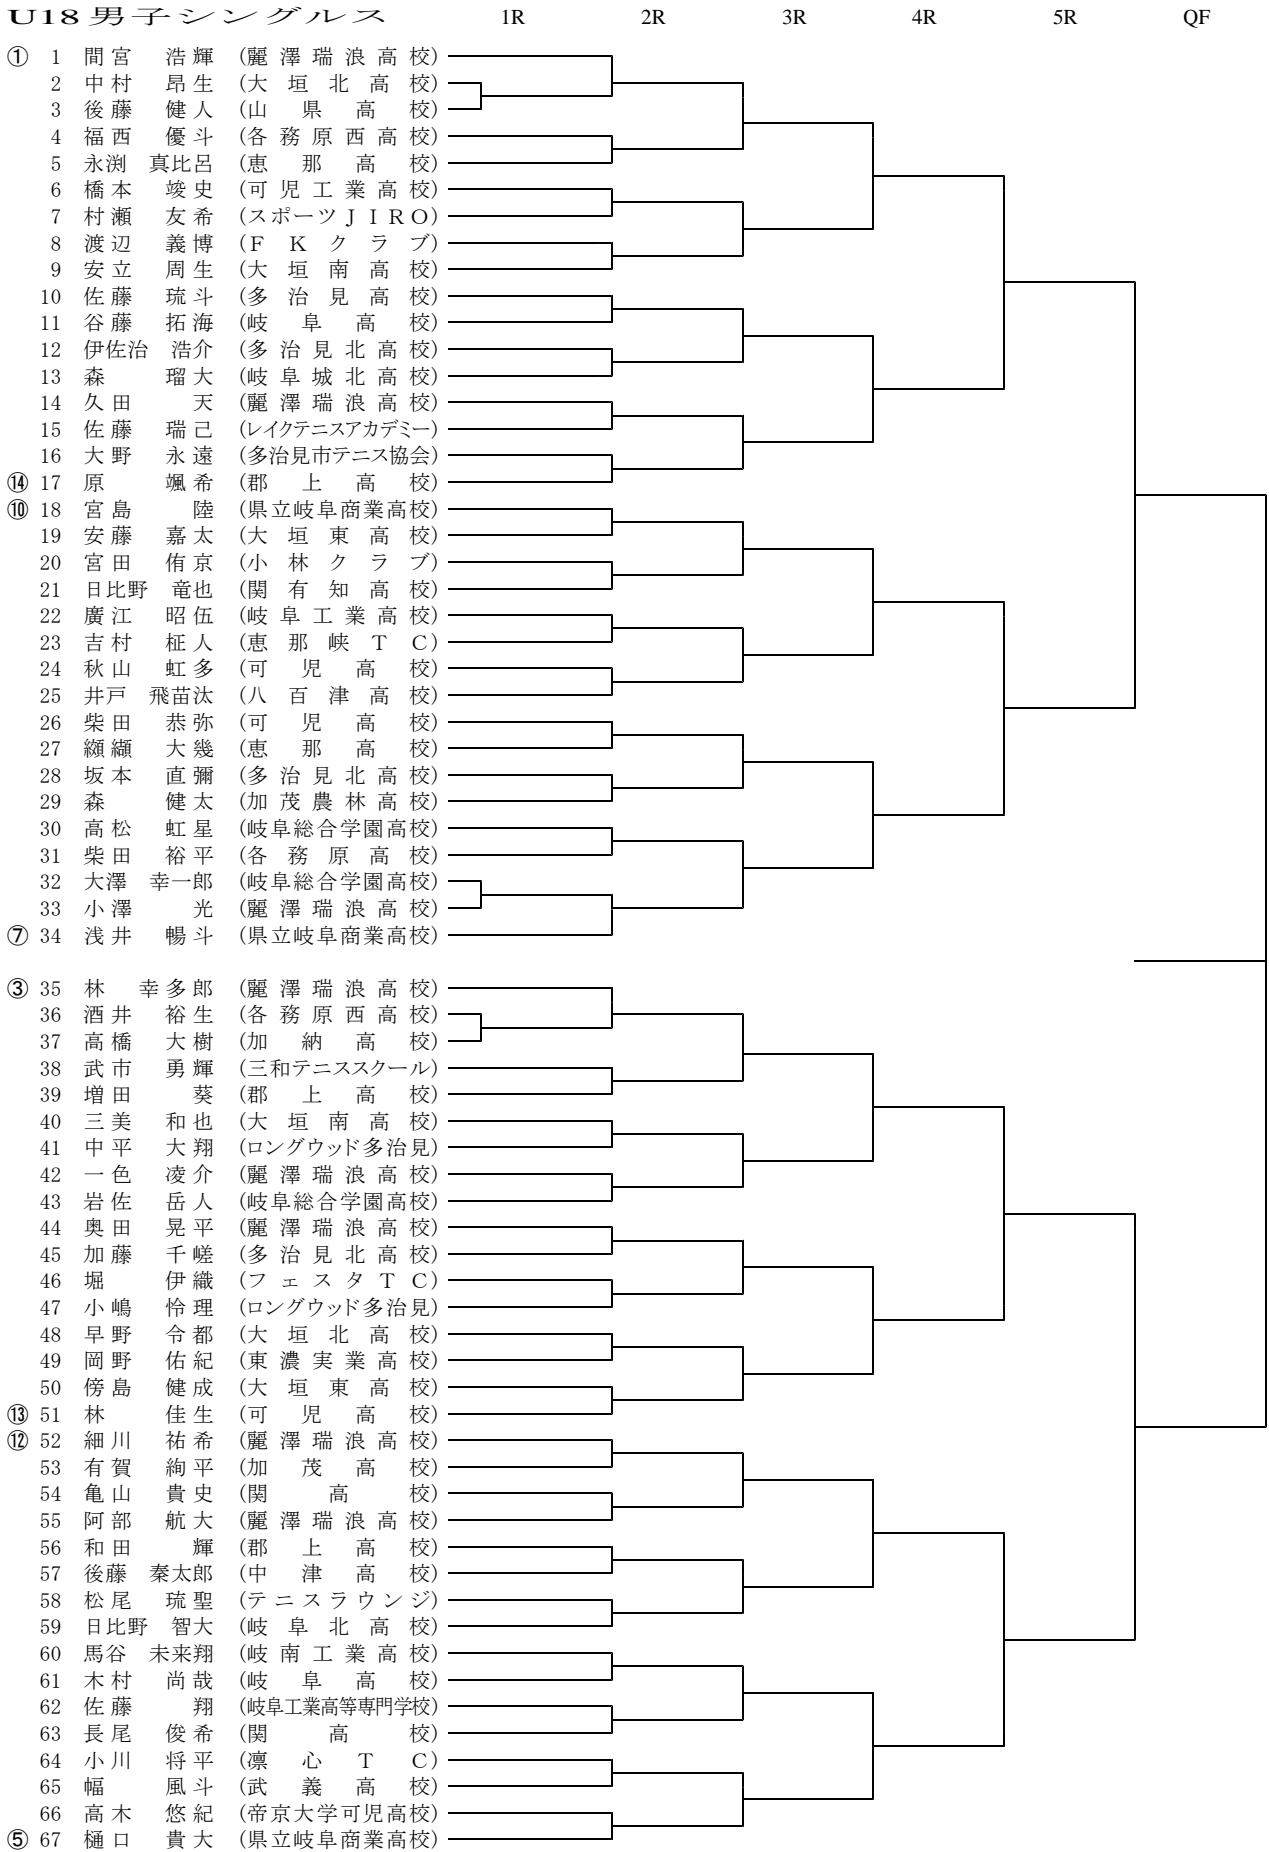 U18男子シングルス 1R 2R 3R 4R 5R QF
① 1 間宮 浩輝 (麗澤瑞浪高校)
2 中村 昂生 (大垣北高校)
3 後藤 健人 (山県高校)
4 福西 優斗 (各務原西高校)
5 永渕 真比呂 (恵那高校)
6 橋本 竣史 (可児工業高校)
7 村瀬 友希 (スポーツJIRO)
8 渡辺 義博 (FKクラブ)
9 安立 周生 (大垣南高校)
10 佐藤 琉斗 (多治見高校)
11 谷藤 拓海 (岐阜高校)
12 伊佐治 浩介 (多治見北高校)
13 森 瑠大 (岐阜城北高校)
14 久田 天 (麗澤瑞浪高校)
15 佐藤 瑞己 (レイクテニスアカデミー)
16 大野 永遠 (多治見市テニス協会)
⑭ 17 原 颯希 (郡上高校)
⑩ 18 宮島 陸 (県立岐阜商業高校)
19 安藤 嘉太 (大垣東高校)
20 宮田 侑京 (小林クラブ)
21 日比野 竜也 (関有知高校)
22 廣江 昭伍 (岐阜工業高校)
23 吉村 柾人 (恵那峡TC)
24 秋山 虹多 (可児高校)
25 井戸 飛苗汰 (八百津高校)
26 柴田 恭弥 (可児高校)
27 纐纈 大幾 (恵那高校)
28 坂本 直彌 (多治見北高校)
29 森 健太 (加茂農林高校)
30 高松 虹星 (岐阜総合学園高校)
31 柴田 裕平 (各務原高校)
32 大澤 幸一郎 (岐阜総合学園高校)
33 小澤 光 (麗澤瑞浪高校)
⑦ 34 浅井 暢斗 (県立岐阜商業高校)
③ 35 林 幸多郎 (麗澤瑞浪高校)
36 酒井 裕生 (各務原西高校)
37 高橋 大樹 (加納高校)
38 武市 勇輝 (三和テニススクール)
39 増田 葵 (郡上高校)
40 三美 和也 (大垣南高校)
41 中平 大翔 (ロングウッド多治見)
42 一色 凌介 (麗澤瑞浪高校)
43 岩佐 岳人 (岐阜総合学園高校)
44 奥田 晃平 (麗澤瑞浪高校)
45 加藤 千嵯 (多治見北高校)
46 堀 伊織 (フェスタTC)
47 小嶋 怜理 (ロングウッド多治見)
48 早野 令都 (大垣北高校)
49 岡野 佑紀 (東濃実業高校)
50 傍島 健成 (大垣東高校)
⑬ 51 林 佳生 (可児高校)
⑫ 52 細川 祐希 (麗澤瑞浪高校)
53 有賀 絢平 (加茂高校)
54 亀山 貴史 (関高校)
55 阿部 航大 (麗澤瑞浪高校)
56 和田 輝 (郡上高校)
57 後藤 秦太郎 (中津高校)
58 松尾 琉聖 (テニスラウンジ)
59 日比野 智大 (岐阜北高校)
60 馬谷 未来翔 (岐南工業高校)
61 木村 尚哉 (岐阜高校)
62 佐藤 翔 (岐阜工業高等専門学校)
63 長尾 俊希 (関高校)
64 小川 将平 (凛心TC)
65 幅 風斗 (武義高校)
66 高木 悠紀 (帝京大学可児高校)
⑤ 67 樋口 貴大 (県立岐阜商業高校)